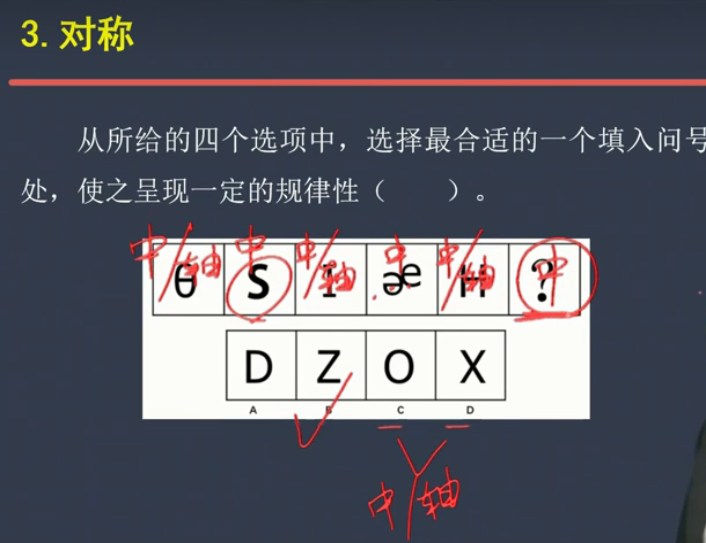 3. 对称
从所给的四个选项中，选择最合适的一个填入问号
处，使之呈现一定的规律性（　　）。
中/轴 中 中/轴 中 中/轴 中
θ S I æ H ?
D Z O X
A B C D
中/轴